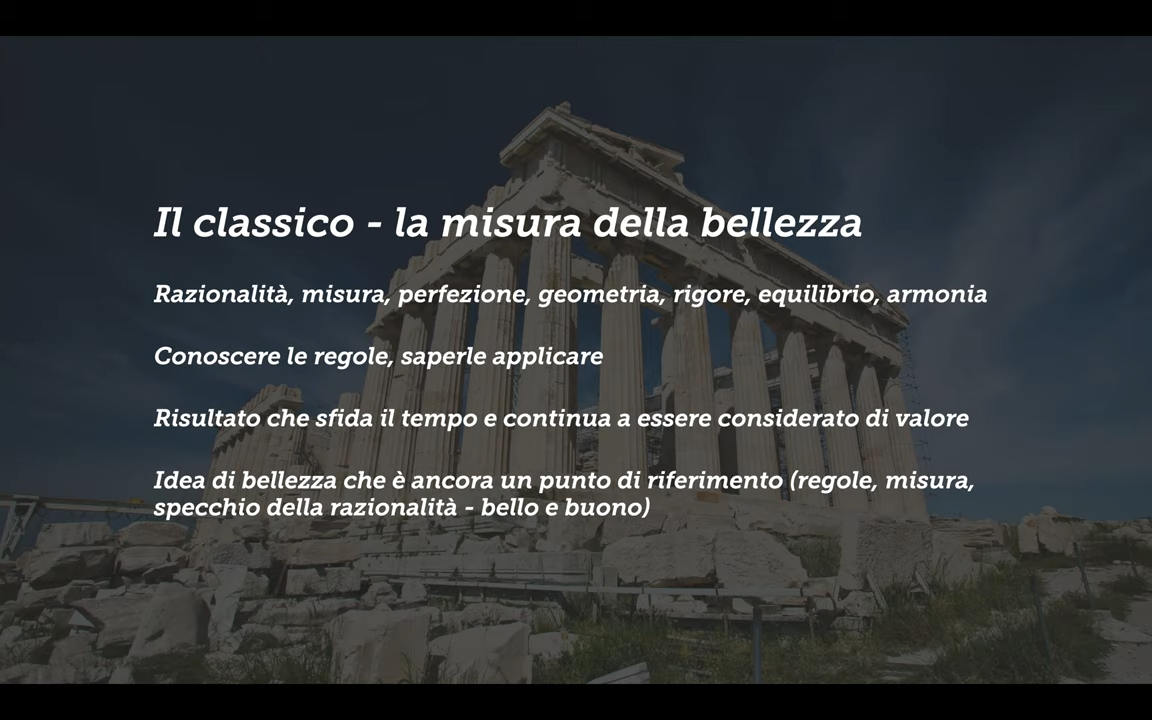 Il classico - la misura della bellezza
Razionalità, misura, perfezione, geometria, rigore, equilibrio, armonia
Conoscere le regole, saperle applicare
Risultato che sfida il tempo e continua a essere considerato di valore
Idea di bellezza che è ancora un punto di riferimento (regole, misura,
specchio della razionalità - bello e buono)